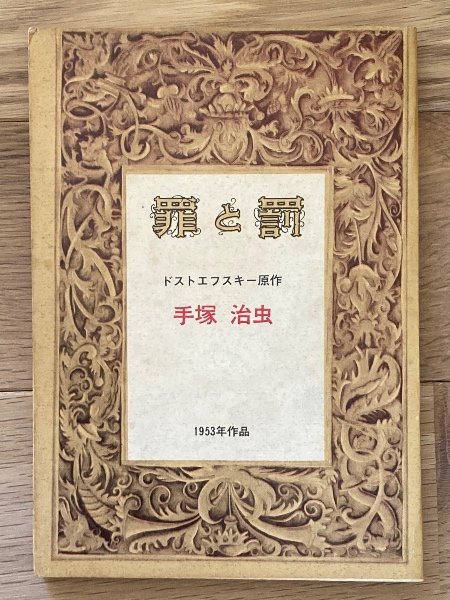 罪と罰
ドストエフスキー原作
手塚 治虫
1953年作品